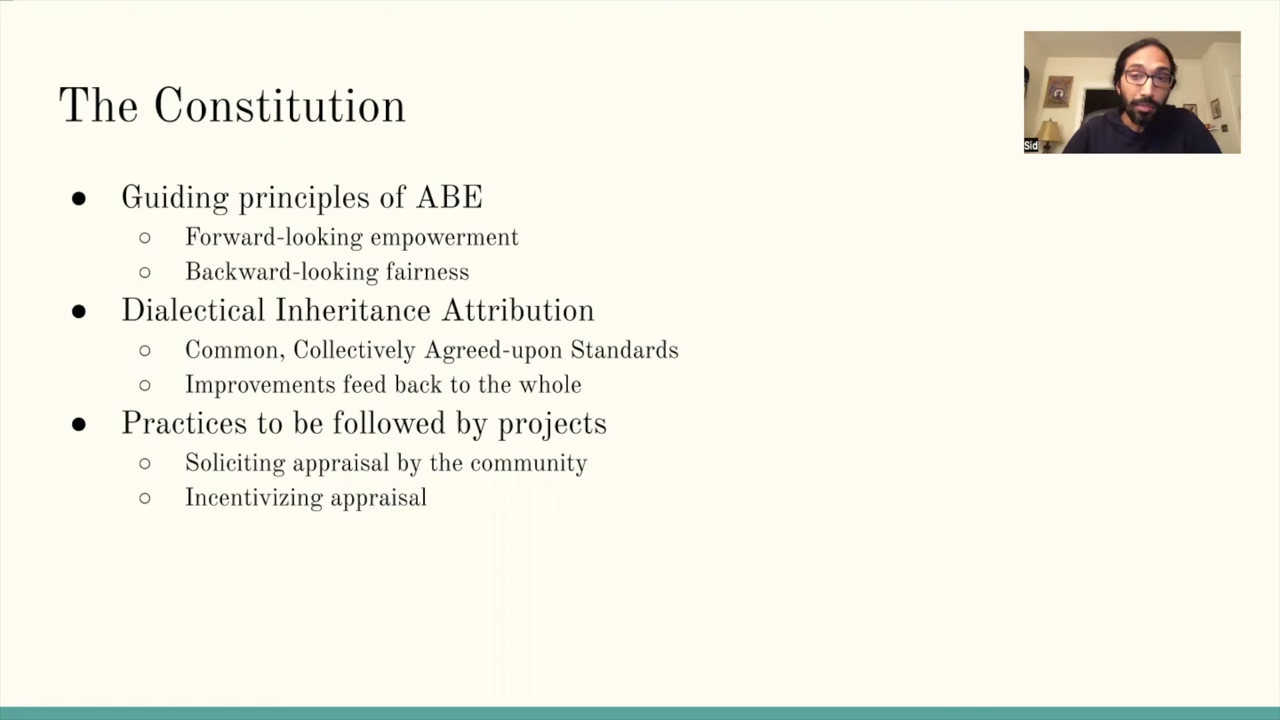 The Constitution
Sid
● Guiding principles of ABE
○ Forward-looking empowerment
○ Backward-looking fairness
● Dialectical Inheritance Attribution
○ Common, Collectively Agreed-upon Standards
○ Improvements feed back to the whole
● Practices to be followed by projects
○ Soliciting appraisal by the community
○ Incentivizing appraisal